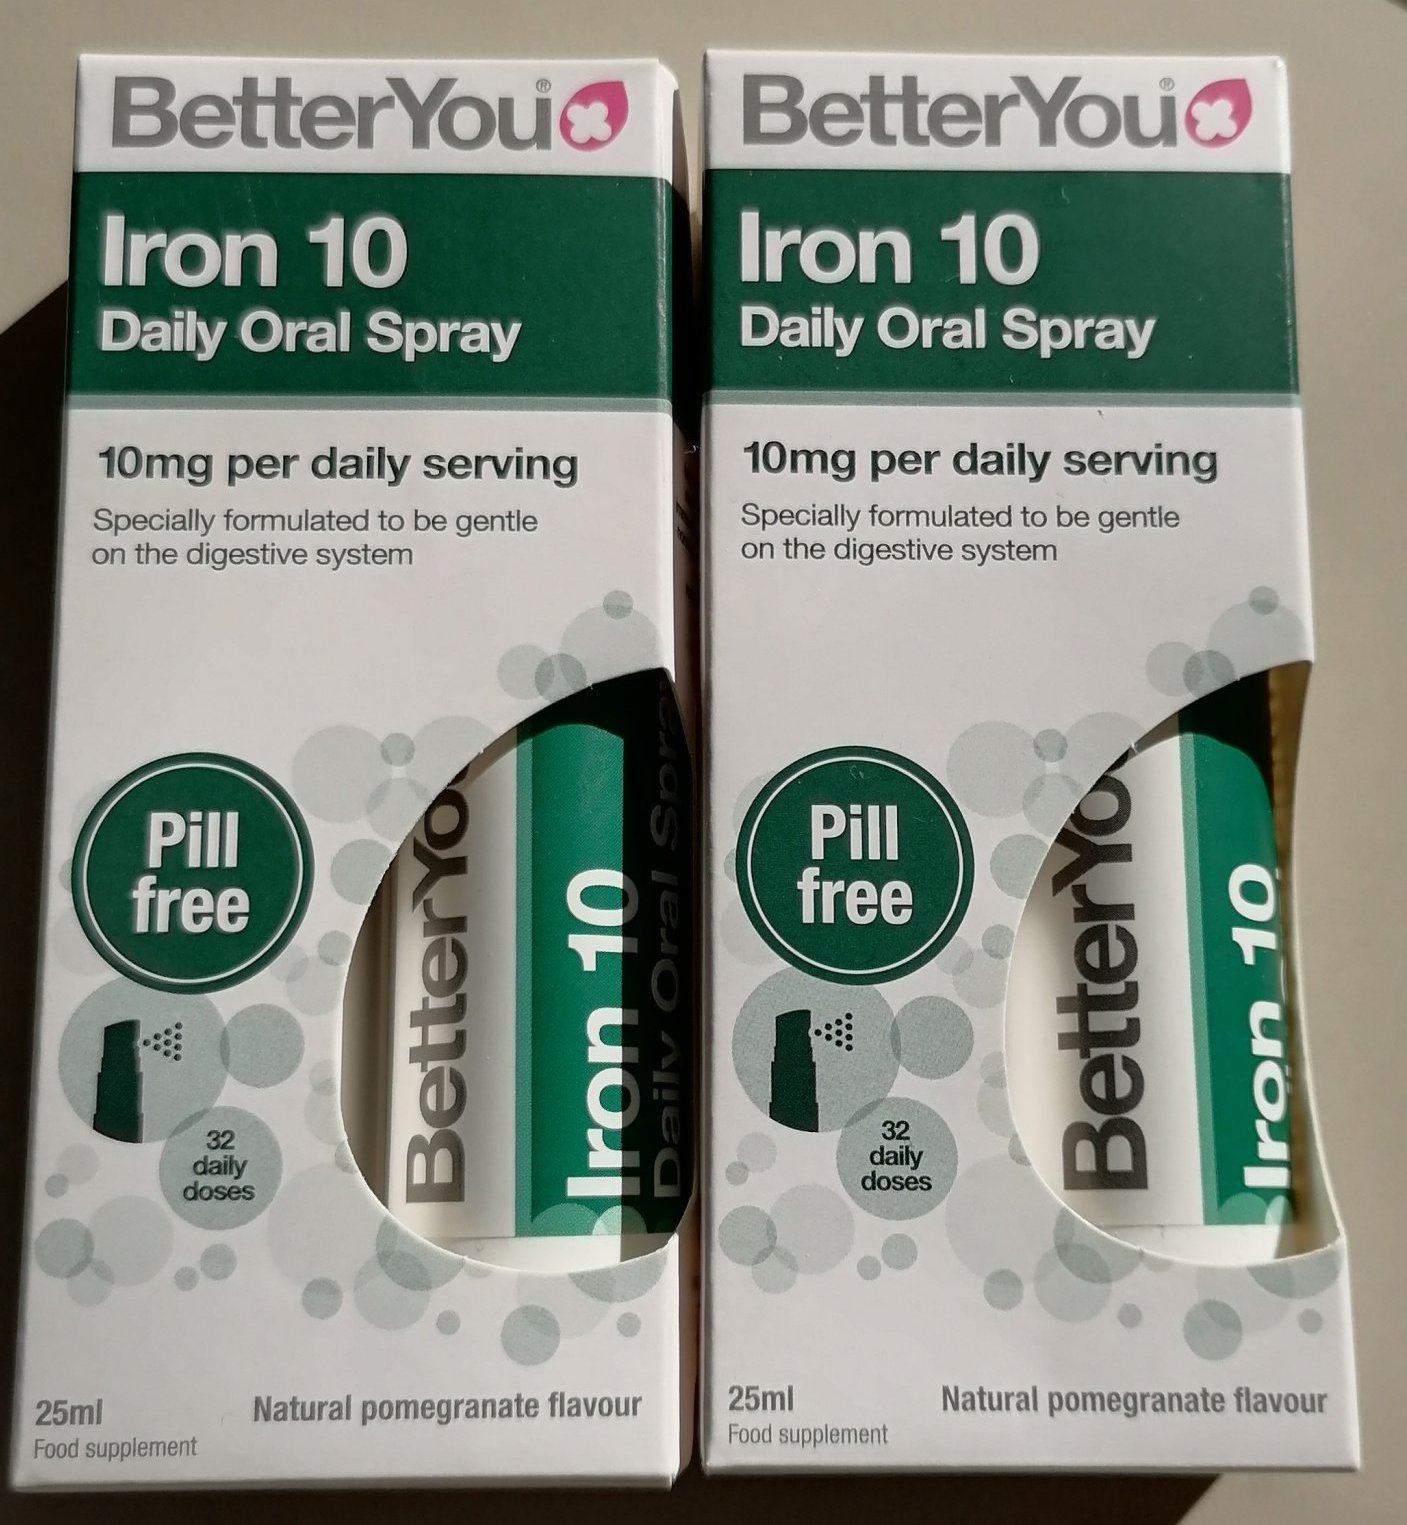 BetterYou®
Iron 10
Daily Oral Spray
10mg per daily serving
Specially formulated to be gentle
on the digestive system
Pill
free
32
daily
doses
BetterYou
Iron 10
Daily Oral Spray
25ml
Natural pomegranate flavour
Food supplement
BetterYou®
Iron 10
Daily Oral Spray
10mg per daily serving
Specially formulated to be gentle
on the digestive system
Pill
free
32
daily
doses
BetterYou
Iron 10
25ml
Natural pomegranate flavour
Food supplement